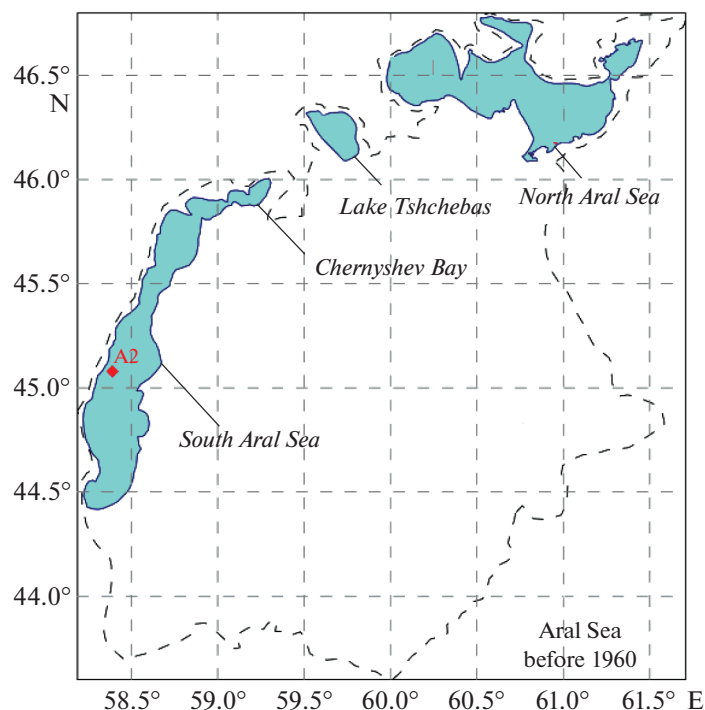 46.5°
N
46.0°
45.5°
45.0°
44.5°
44.0°
North Aral Sea
Lake Tshchebas
Chernyshev Bay
A2
South Aral Sea
Aral Sea
before 1960
58.5° 59.0° 59.5° 60.0° 60.5° 61.0° 61.5° E